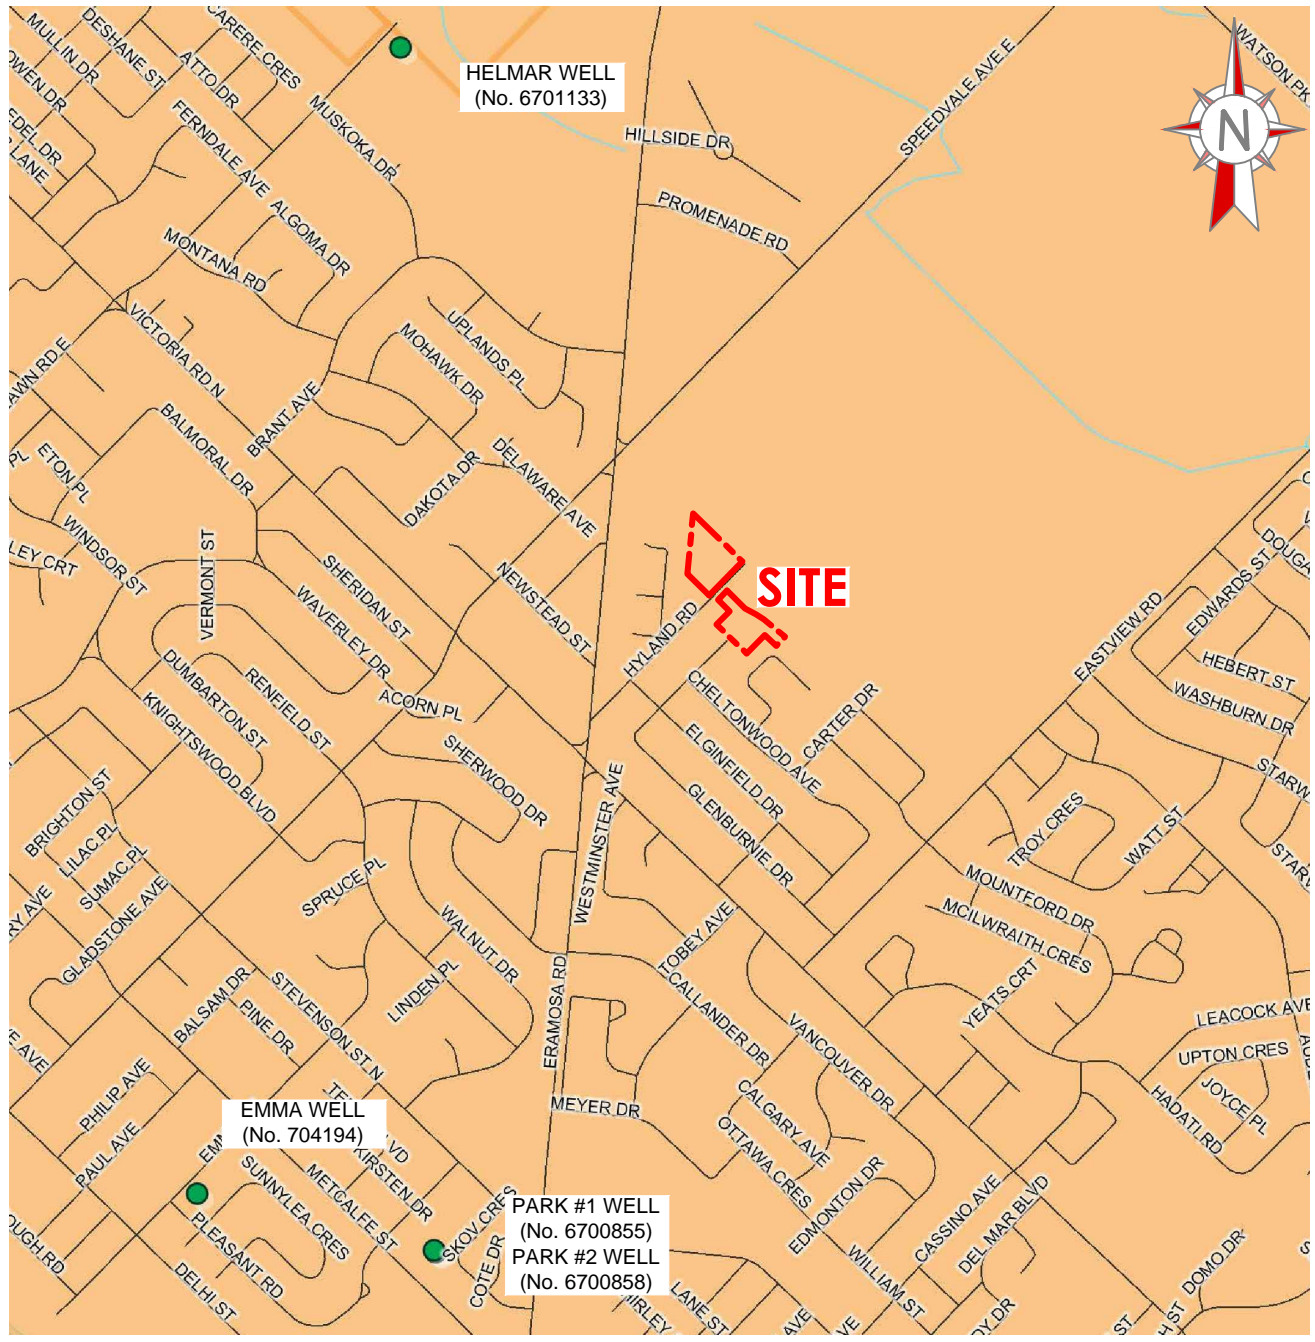 CARERE CRES
DESHANE ST
MULLIN DR
ATTO DR
WATSON PK
HELMAR WELL
(No. 6701133)
MUSKOKA DR
FERNDALE AVE
SPEEDVALE AVE E
HILLSIDE DR
N
LANE
PROMENADE RD
ALGOMA DR
MONTANA RD
VICTORIA RD N
UPLANDS PL
MOHAWK DR
BRANT AVE
BALMORAL DR
ETON PL
DAKOTA DR
DELAWARE AVE
WINDSOR ST
LEY CRT
VERMONT ST
SHERIDAN ST
WAVERLEY DR
NEWSTEAD ST
SITE
HYLAND RD
EDWARDS ST
EASTVIEW RD
HEBERT ST
WASHBURN DR
DUMBARTON ST
RENFIELD ST
ACORN PL
KNIGHTSWOOD BLVD
CHELTONWOOD AVE
CARTER DR
ELGINFIELD DR
GLENBURNIE DR
SHERWOOD DR
WESTMINSTER AVE
BRIGHTON ST
LILAC PL
SUMAC PL
GLADSTONE AVE
SPRUCE PL
TROY CRES
WATT ST
MOUNTFORD DR
MCILWRAITH CRES
WALNUT DR
TOBEY AVE
LINDEN PL
BALSAM DR
PINE DR
STEVENSON ST N
ERAMOSA RD
CALLANDER DR
VANCOUVER DR
YEATS CRT
LEACOCK AVE
UPTON CRES
JOYCE PL
HADATI RD
PHILIP AVE
PAUL AVE
MEYER DR
CALGARY AVE
OTTAWA CRES
EDMONTON DR
EMMA WELL
(No. 704194)
KIRSTEN DR
METCALFE ST
SUNNYLEA CRES
PLEASANT RD
DELHI ST
SKOV CRES
COTE DR
PARK #1 WELL
(No. 6700855)
PARK #2 WELL
(No. 6700858)
CASSINO AVE
DEL MAR BLVD
WILLIAM ST
DOMO DR
LANE ST